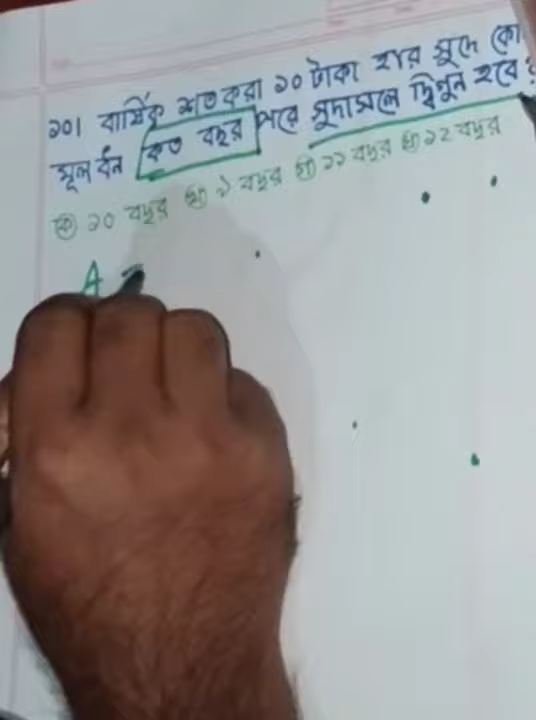 ১০। বার্ষিক শতকরা ১০ টাকা হার সুদে কো
মূলধন কত বছর পরে সুদাসলে দ্বিগুন হবে?
ক ১০ বছর খ ৯ বছর গ ১১ বছর ঘ ১২ বছর
A =